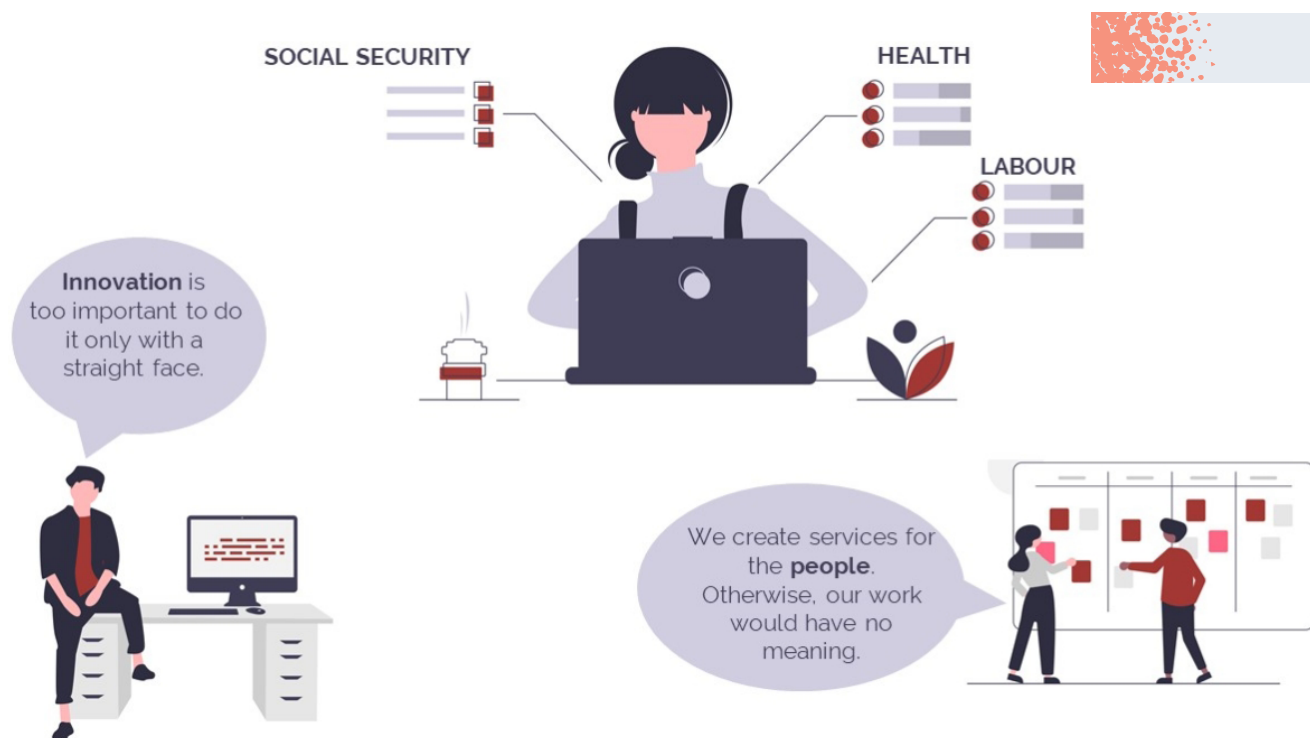 SOCIAL SECURITY
HEALTH
LABOUR
Innovation is
too important to do
it only with a
straight face.
We create services for
the people.
Otherwise, our work
would have no
meaning.